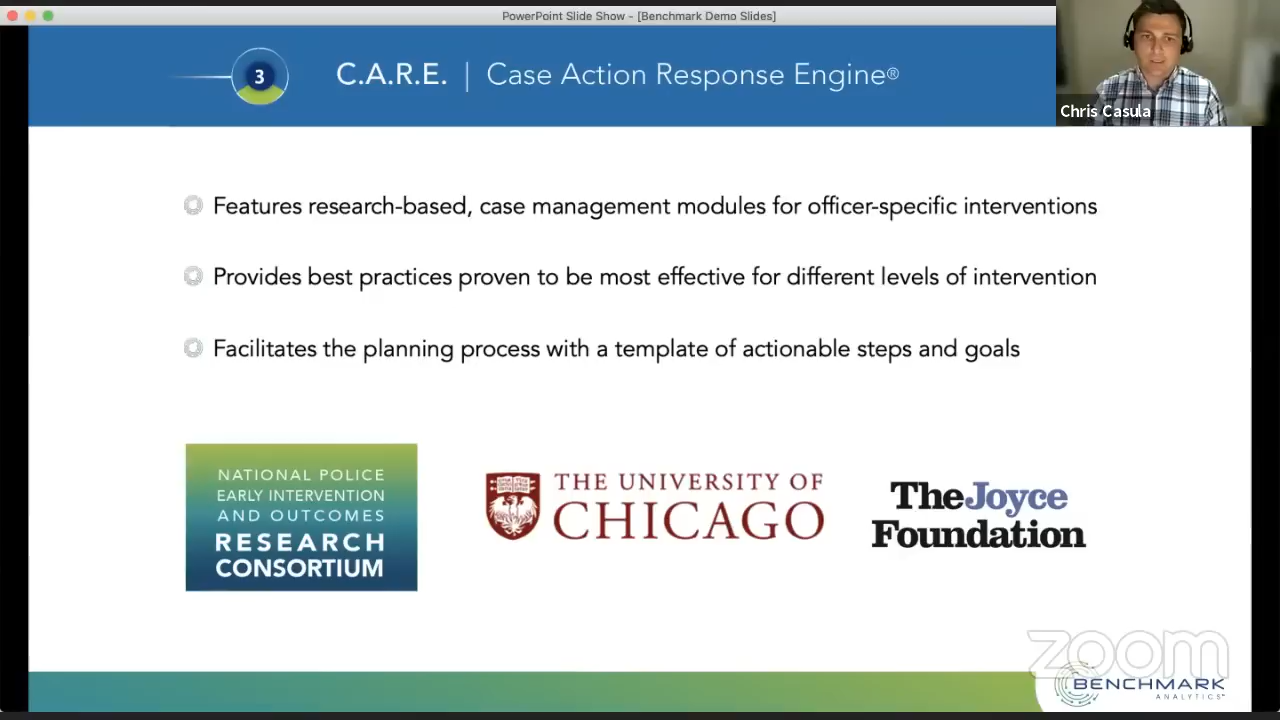 PowerPoint Slide Show - [Benchmark Demo Slides]
3
C.A.R.E. | Case Action Response Engine®
Chris Casula
Features research-based, case management modules for officer-specific interventions
Provides best practices proven to be most effective for different levels of intervention
Facilitates the planning process with a template of actionable steps and goals
NATIONAL POLICE
EARLY INTERVENTION
AND OUTCOMES
RESEARCH
CONSORTIUM
THE UNIVERSITY OF
CHICAGO
TheJoyce
Foundation
zoom
BENCHMARK
ANALYTICS™